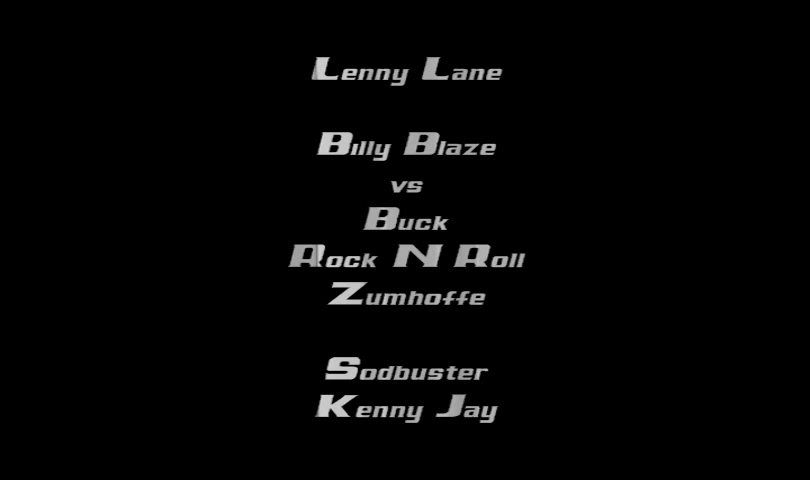 Lenny Lane
Billy Blaze
vs
Buck
Rock N Roll
Zumhoffe
Sodbuster
Kenny Jay